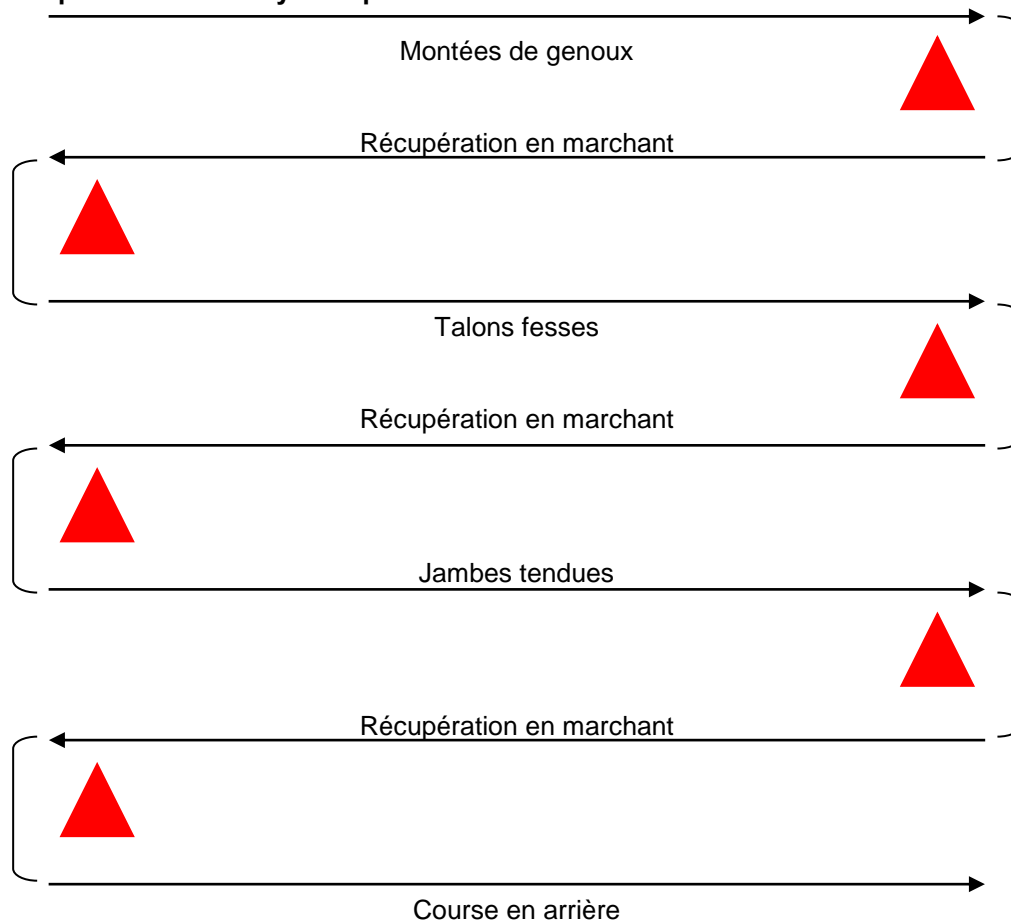 Montées de genoux
Récupération en marchant
Talons fesses
Récupération en marchant
Jambes tendues
Récupération en marchant
Course en arrière